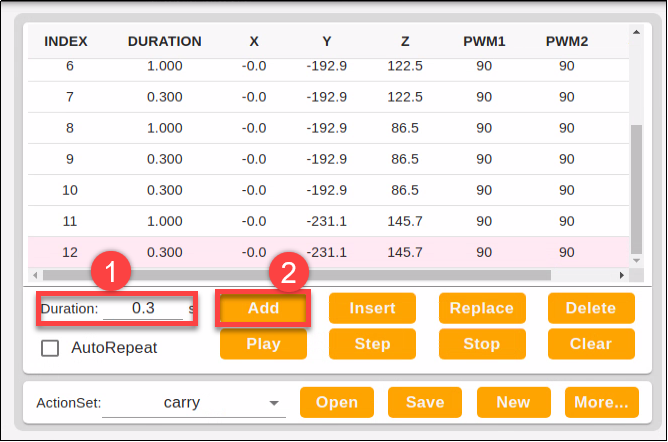 INDEX DURATION X Y Z PWM1 PWM2
6 1.000 -0.0 -192.9 122.5 90 90
7 0.300 -0.0 -192.9 122.5 90 90
8 1.000 -0.0 -192.9 86.5 90 90
9 0.300 -0.0 -192.9 86.5 90 90
10 0.300 -0.0 -192.9 86.5 90 90
11 1.000 -0.0 -231.1 145.7 90 90
12 0.300 -0.0 -231.1 145.7 90 90
1 2
Duration: 0.3 s Add Insert Replace Delete
AutoRepeat Play Step Stop Clear
ActionSet: carry Open Save New More...